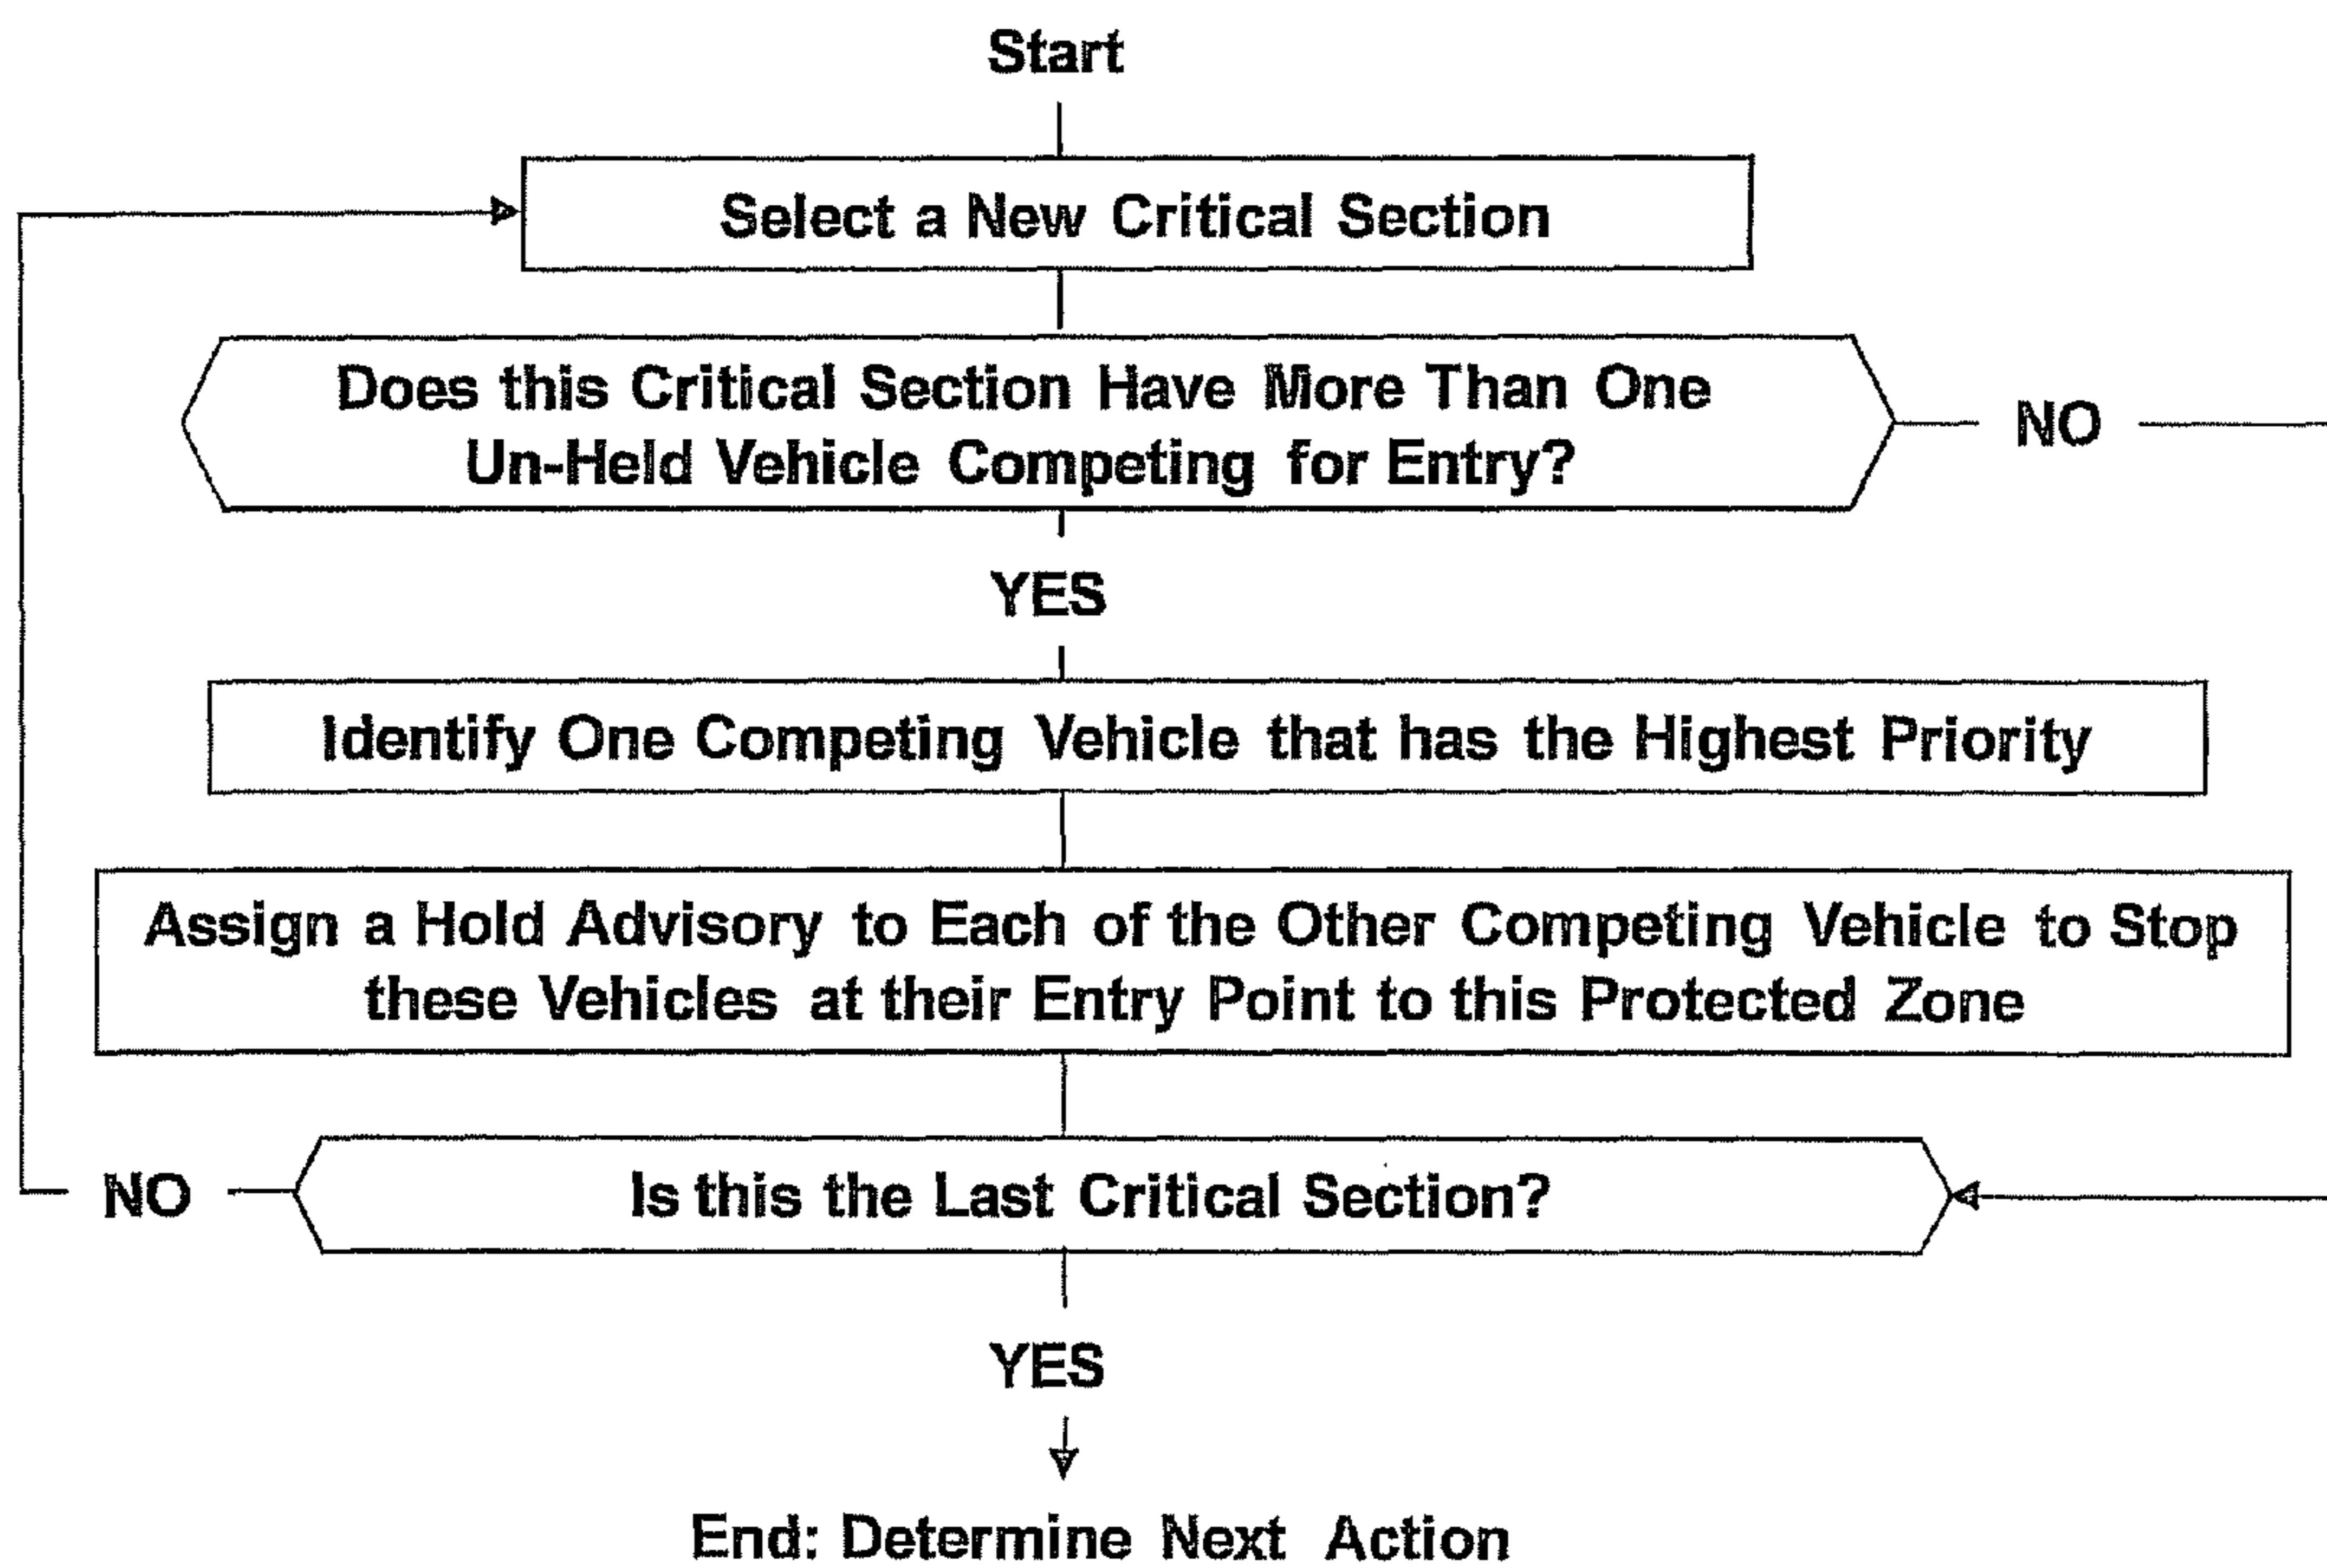 Start
Select a New Critical Section
Does this Critical Section Have More Than One
Un-Held Vehicle Competing for Entry?
NO
YES
Identify One Competing Vehicle that has the Highest Priority
Assign a Hold Advisory to Each of the Other Competing Vehicle to Stop
these Vehicles at their Entry Point to this Protected Zone
NO
Is this the Last Critical Section?
YES
End: Determine Next Action